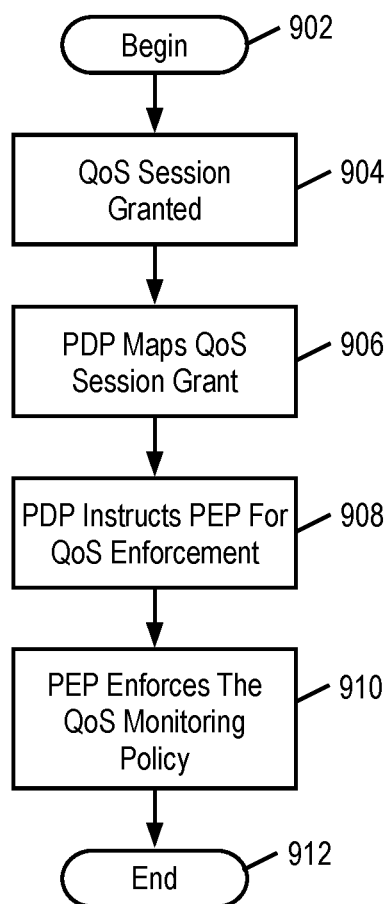 Begin
902
QoS Session
Granted
904
PDP Maps QoS
Session Grant
906
PDP Instructs PEP For
QoS Enforcement
908
PEP Enforces The
QoS Monitoring
Policy
910
End
912